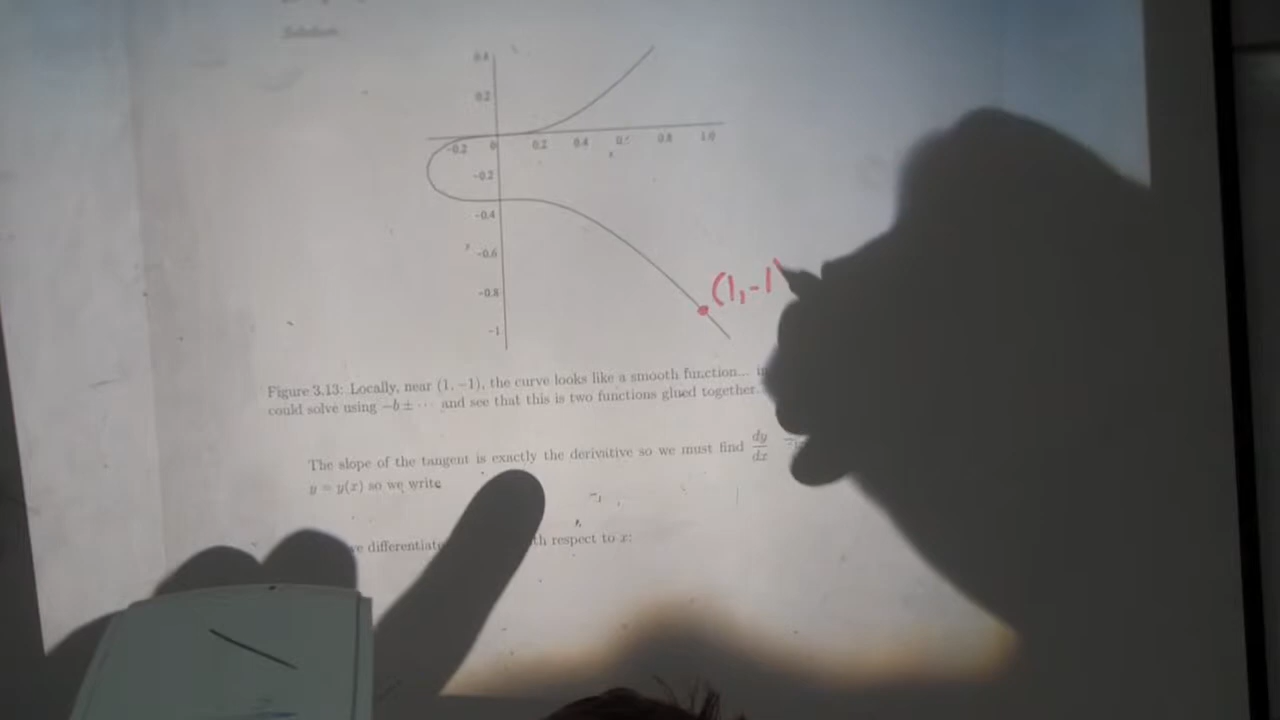 Solution
0.4
0.2
-0.2 0 0.2 0.4 0.8 1.0
x
-0.2
-0.4
y -0.6
-0.8
-1
(1,-1)
Figure 3.13: Locally, near (1, −1), the curve looks like a smooth function...
could solve using −b ± ··· and see that this is two functions glued together.
The slope of the tangent is exactly the derivative so we must find dy/dx
y = y(x) so we write
differentiate respect to x: